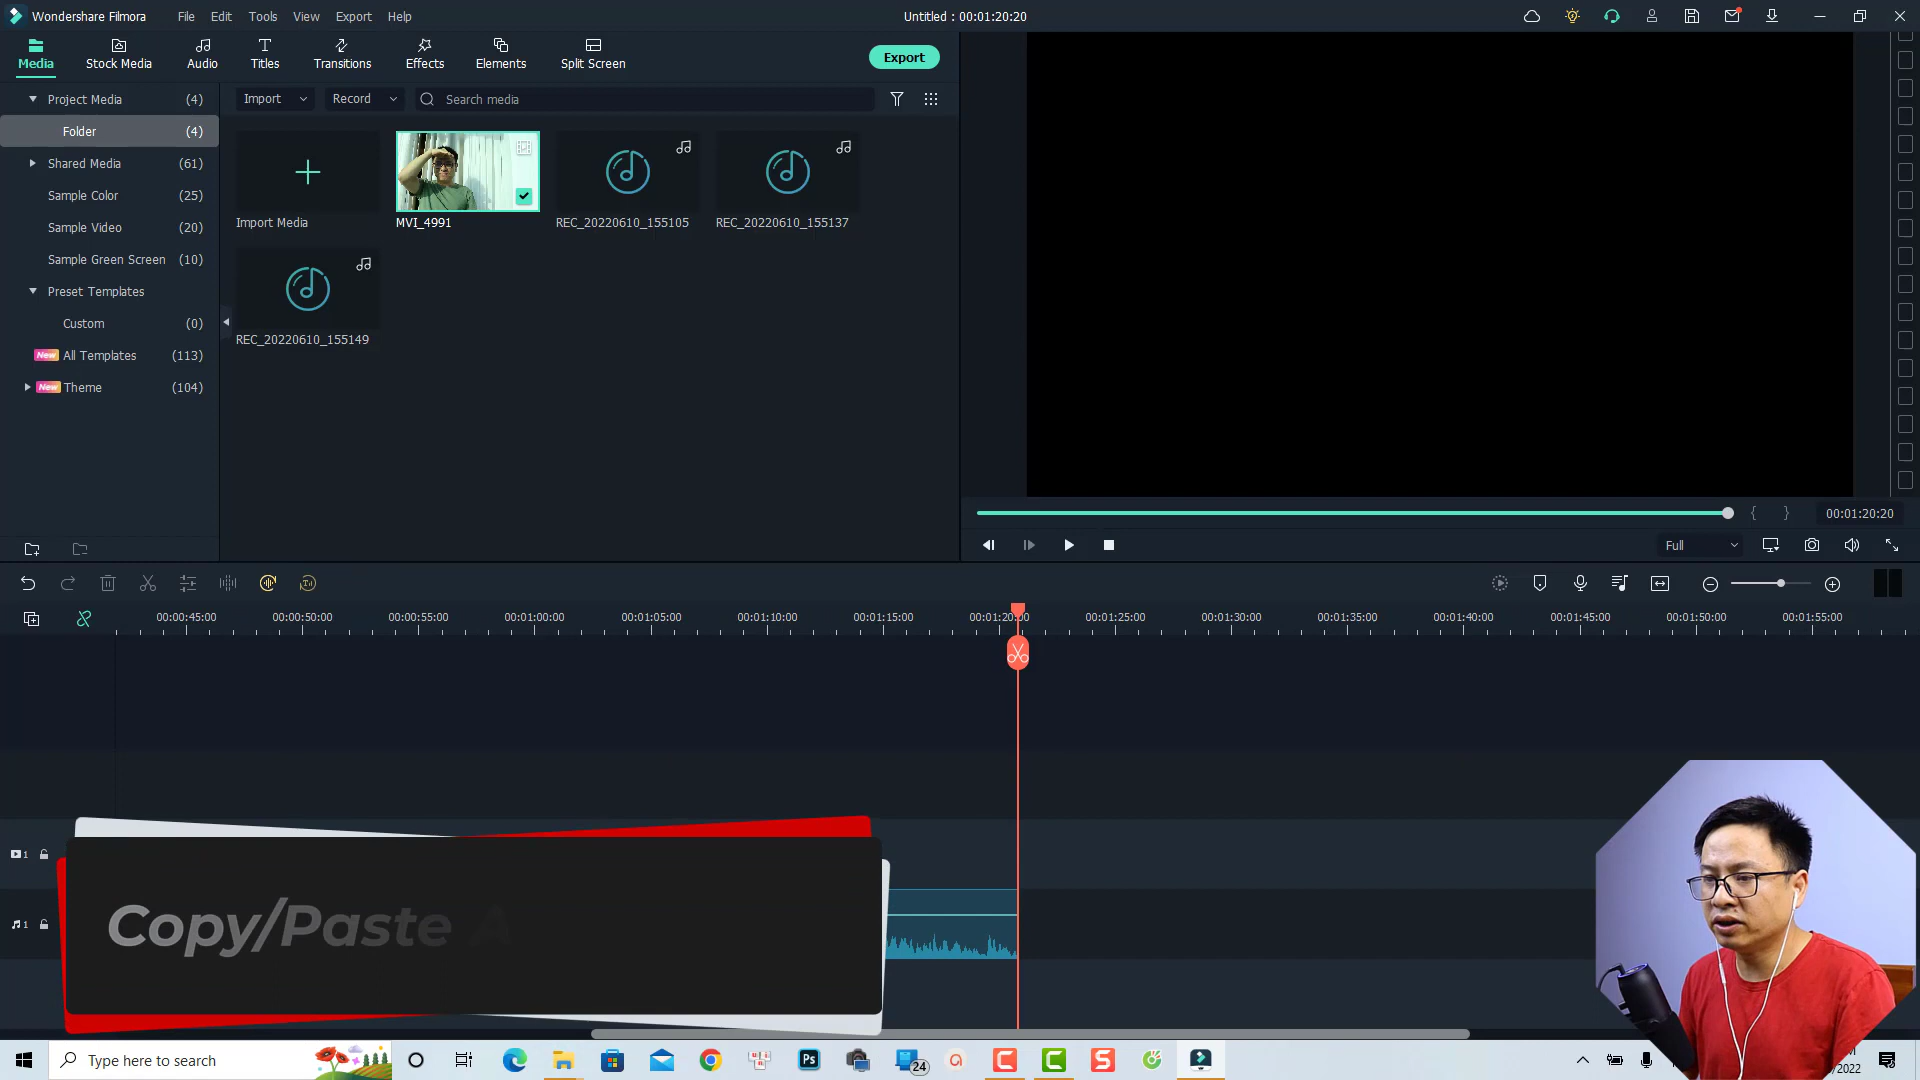 Wondershare Filmora File Edit Tools View Export Help
Untitled : 00:01:20:20
Media Stock Media Audio Titles Transitions Effects Elements Split Screen
Export
Project Media (4)
Folder (4)
Shared Media (61)
Sample Color (25)
Sample Video (20)
Sample Green Screen (10)
Preset Templates
Custom (0)
New All Templates (113)
New Theme (104)
Import Record Search media
Import Media
MVI_4991
REC_20220610_155105
REC_20220610_155137
REC_20220610_155149
00:01:20:20
Full
00:00:45:00 00:00:50:00 00:00:55:00 00:01:00:00 00:01:05:00 00:01:10:00 00:01:15:00 00:01:20:00 00:01:25:00 00:01:30:00 00:01:35:00 00:01:40:00 00:01:45:00 00:01:50:00 00:01:55:00
1
1
Copy/Paste A
Type here to search
Ps
24
/2022